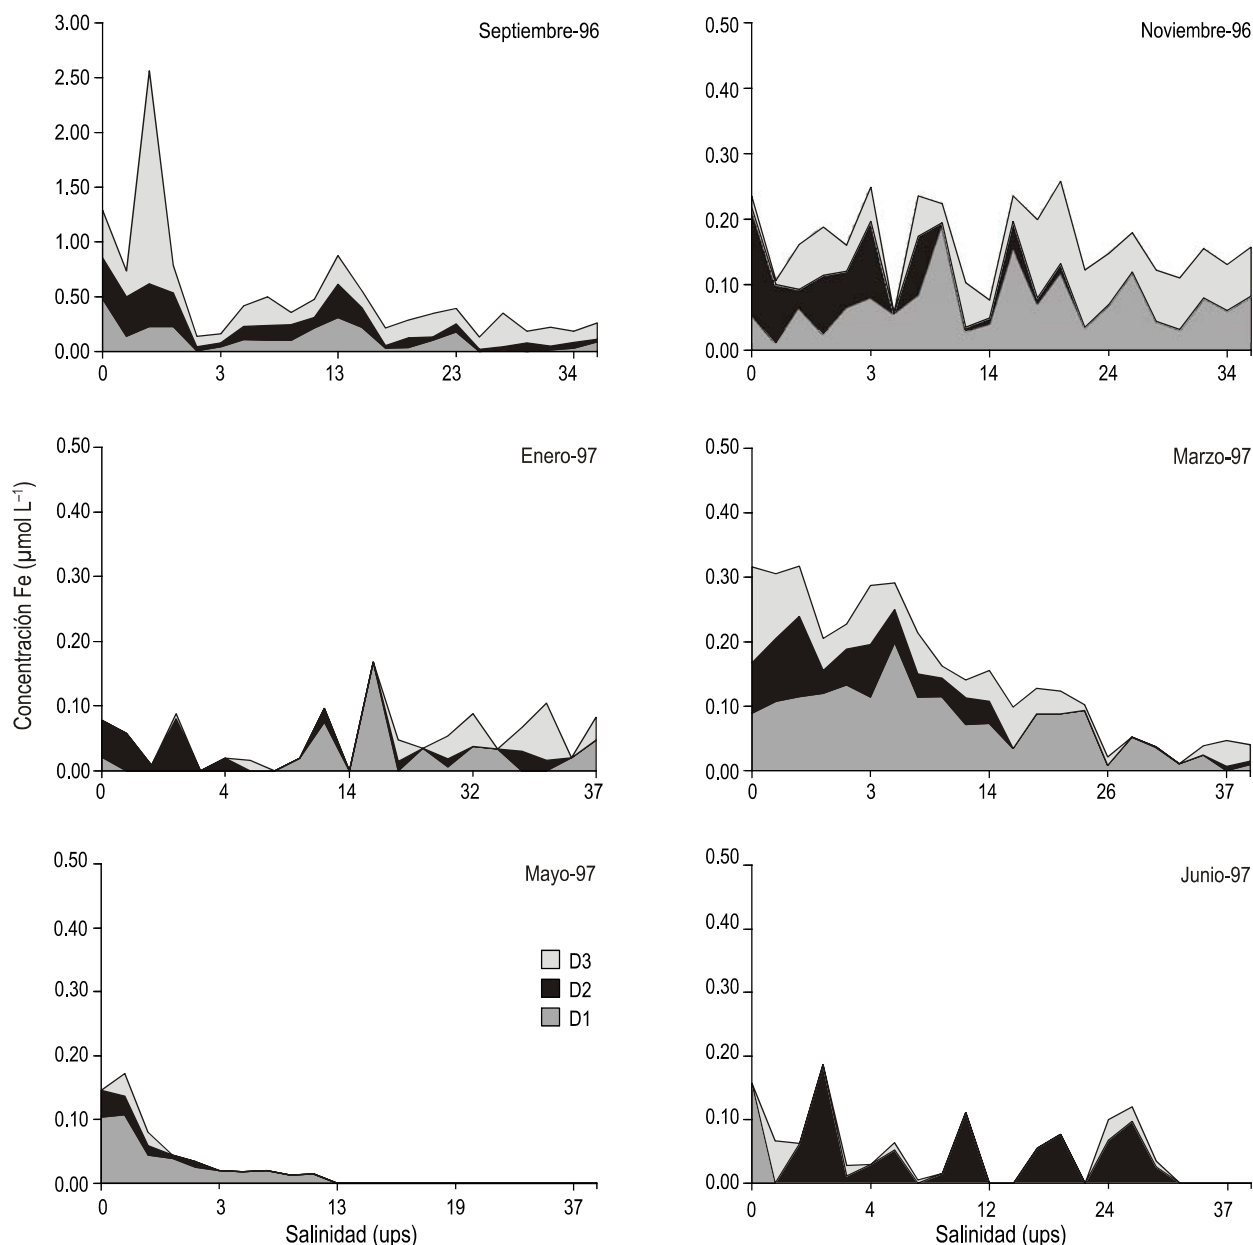 Septiembre-96
3.00
2.50
2.00
1.50
1.00
0.50
0.00
0 3 13 23 34
Noviembre-96
0.50
0.40
0.30
0.20
0.10
0.00
0 3 14 24 34
Concentración Fe (µmol L⁻¹)
Enero-97
0.50
0.40
0.30
0.20
0.10
0.00
0 4 14 32 37
Marzo-97
0.50
0.40
0.30
0.20
0.10
0.00
0 3 14 26 37
Mayo-97
0.50
0.40
0.30
0.20
0.10
0.00
D3
D2
D1
0 3 13 19 37
Salinidad (ups)
Junio-97
0.50
0.40
0.30
0.20
0.10
0.00
0 4 12 24 37
Salinidad (ups)